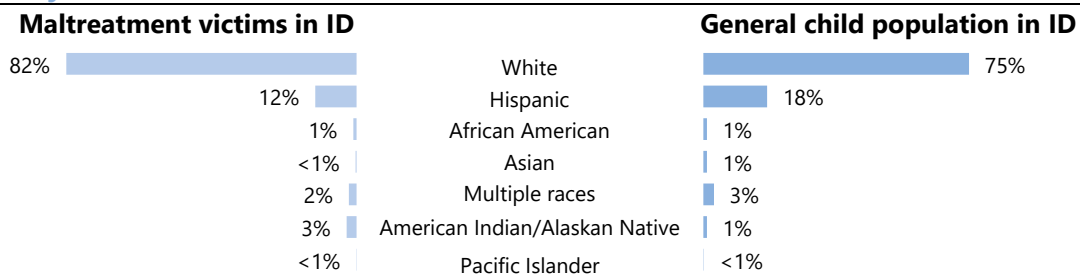 Maltreatment victims in ID General child population in ID
82% White 75%
12% Hispanic 18%
1% African American 1%
<1% Asian 1%
2% Multiple races 3%
3% American Indian/Alaskan Native 1%
<1% Pacific Islander <1%